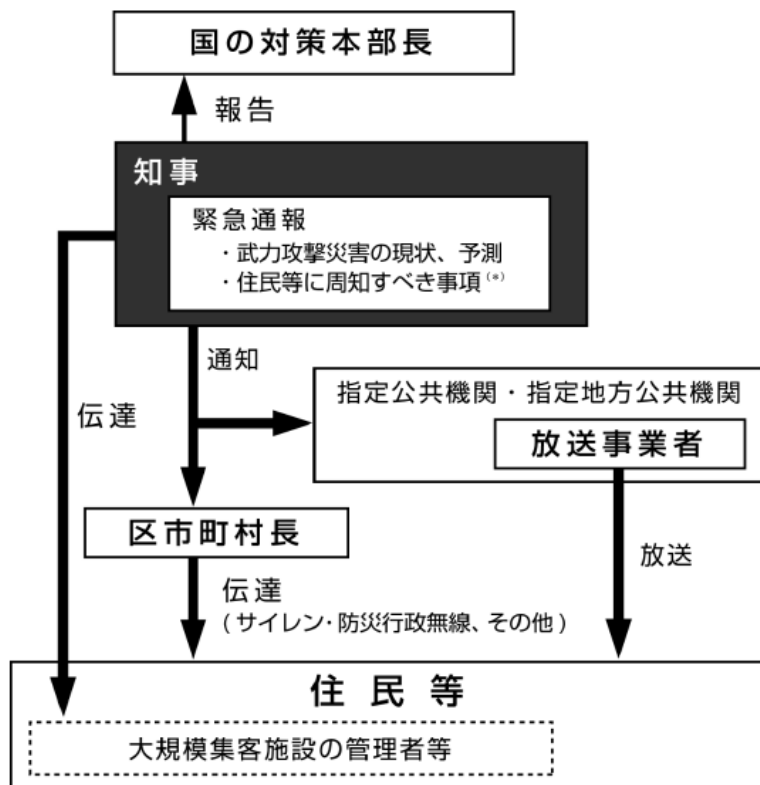 国の対策本部長
報告
知事
緊急通報
・武力攻撃災害の現状、予測
・住民等に周知すべき事項(*)
通知
伝達
指定公共機関・指定地方公共機関
放送事業者
区市町村長
放送
伝達
(サイレン・防災行政無線、その他)
住民等
大規模集客施設の管理者等